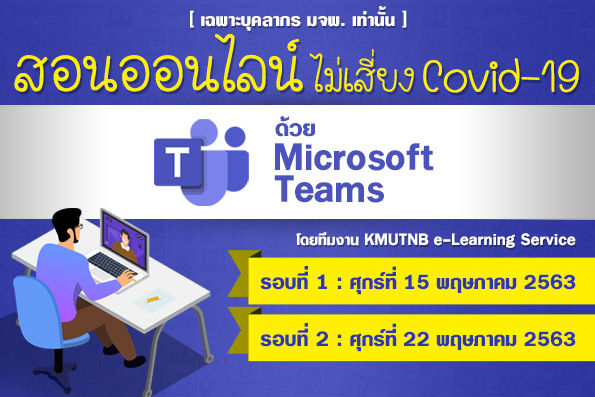 [ เฉพาะบุคลากร มจพ. เท่านั้น ]
สอนออนไลน์ ไม่เสี่ยง Covid-19
T
ด้วย
Microsoft
Teams
โดยทีมงาน KMUTNB e-Learning Service
รอบที่ 1 : ศุกร์ที่ 15 พฤษภาคม 2563
รอบที่ 2 : ศุกร์ที่ 22 พฤษภาคม 2563